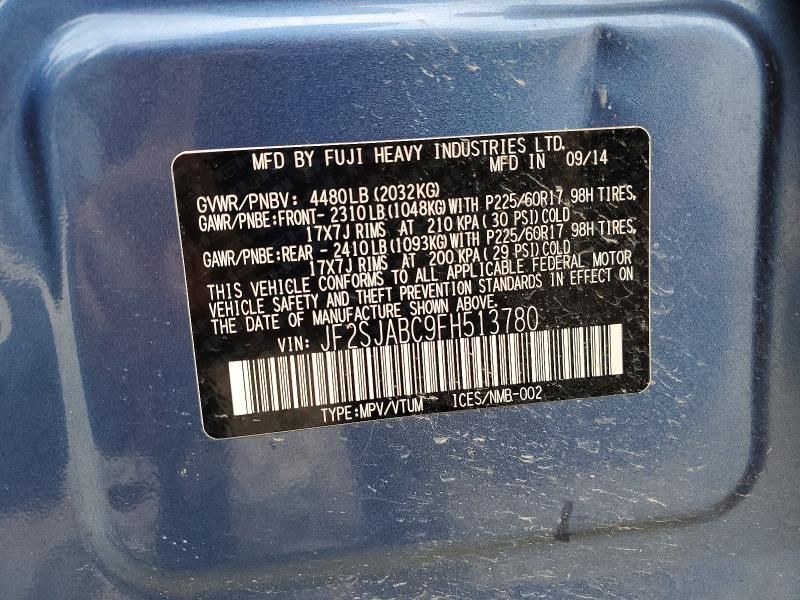 MFD BY FUJI HEAVY INDUSTRIES LTD.
MFD IN 09/14
GVWR/PNBV: 4480LB(2032KG)
GAWR/PNBE:FRONT- 2310LB(1048KG)WITH P225/60R17 98H TIRES,
17X7J RIMS AT 210 KPA(30 PSI)COLD
GAWR/PNBE:REAR - 2410LB(1093KG)WITH P225/60R17 98H TIRES,
17X7J RIMS AT 200 KPA(29 PSI)COLD
THIS VEHICLE CONFORMS TO ALL APPLICABLE FEDERAL MOTOR
VEHICLE SAFETY AND THEFT PREVENTION STANDARDS IN EFFECT ON
THE DATE OF MANUFACTURE SHOWN ABOVE.
VIN: JF2SJABC9FH513780
TYPE:MPV/VTUM ICES/NMB-002